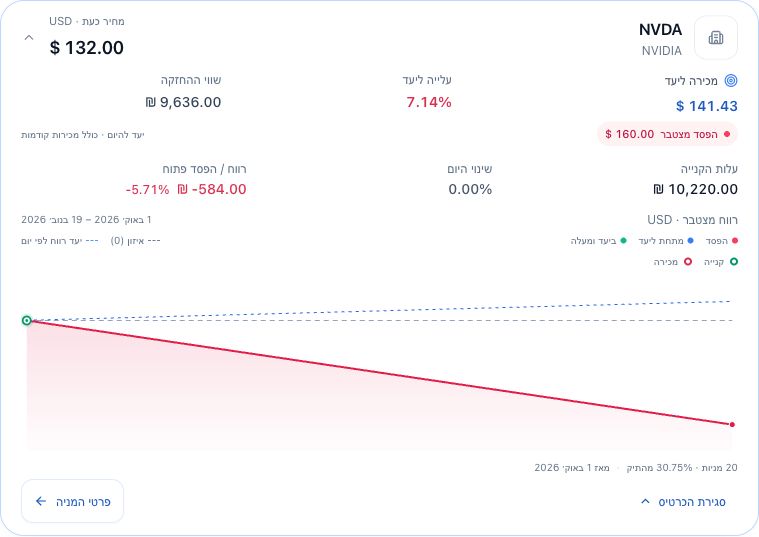 NVDA
NVIDIA
מחיר כעת · USD
$ 132.00
מכירה ליעד
$ 141.43
הפסד מצטבר $ 160.00
עלייה ליעד
7.14%
שווי ההחזקה
₪ 9,636.00
יעד להיום · כולל מכירות קודמות
עלות הקנייה
₪ 10,220.00
שינוי היום
0.00%
רווח / הפסד פתוח
₪ -584.00 -5.71%
רווח מצטבר · USD
1 באוק׳ 2026 – 19 בנוב׳ 2026
הפסד מתחת ליעד ביעד ומעלה
קנייה מכירה
--- איזון (0) --- יעד רווח לפי יום
20 מניות · 30.75% מהתיק · מאז 1 באוק׳ 2026
סגירת הכרטיס
פרטי המניה